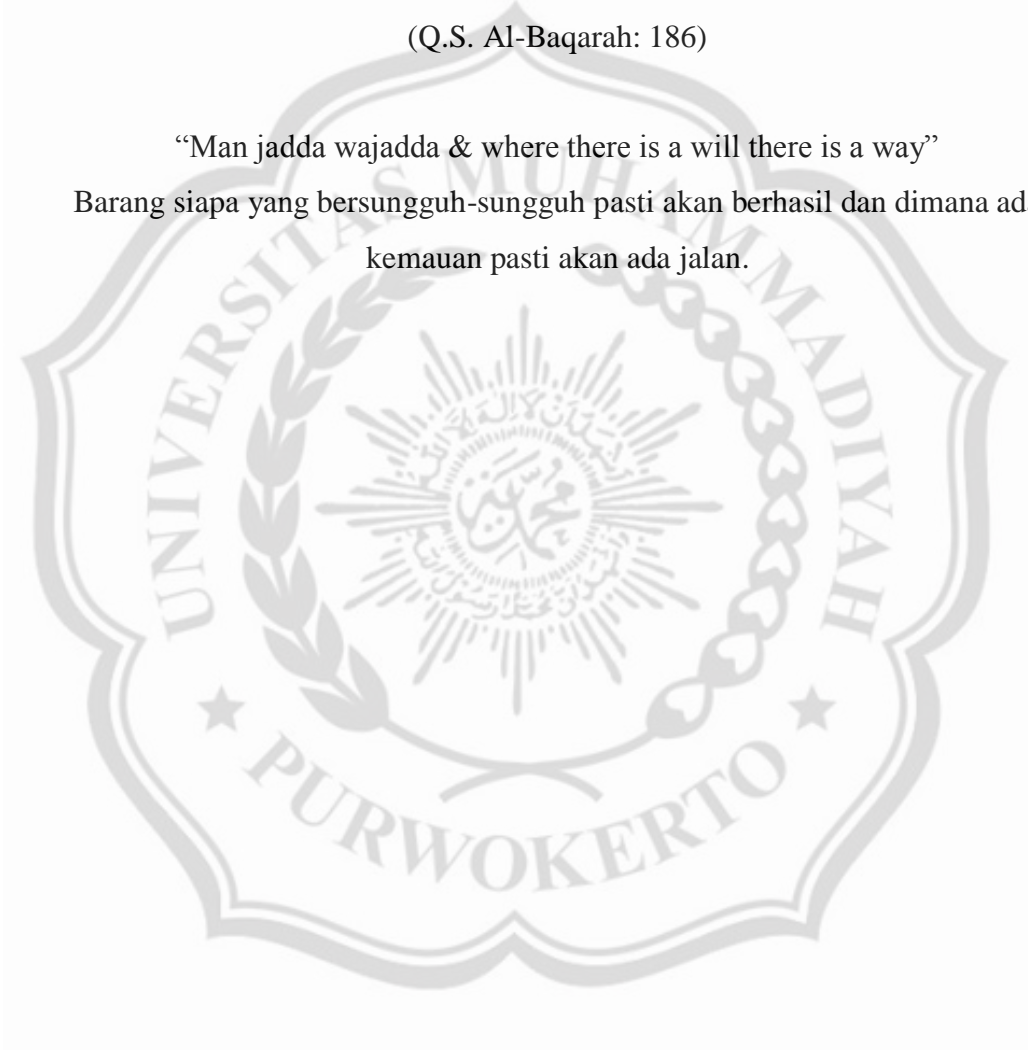 (Q.S. Al-Baqarah: 186)
“Man jadda wajadda & where there is a will there is a way”
Barang siapa yang bersungguh-sungguh pasti akan berhasil dan dimana ad
kemauan pasti akan ada jalan.
UNIVERSITAS MUHAMMADIYAH
محمدية
PURWOKERTO